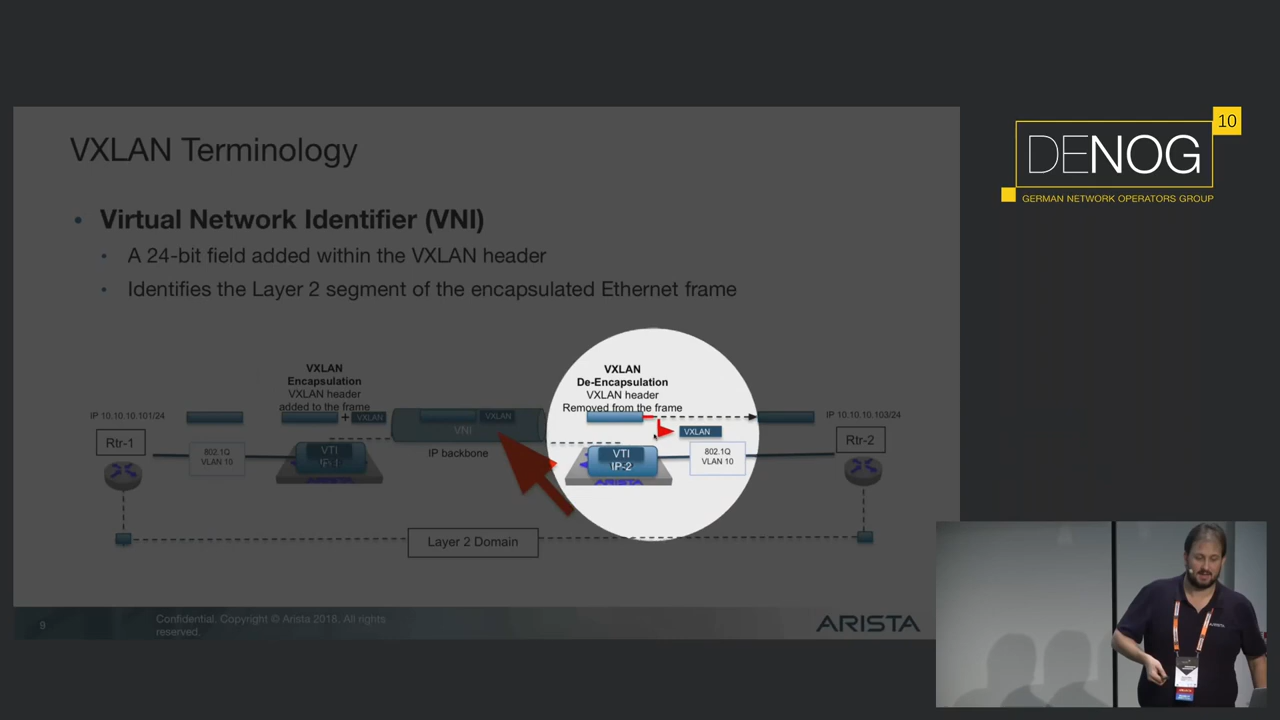 VXLAN Terminology
• Virtual Network Identifier (VNI)
• A 24-bit field added within the VXLAN header
• Identifies the Layer 2 segment of the encapsulated Ethernet frame
VXLAN
Encapsulation
VXLAN header
added to the frame
VXLAN
De-Encapsulation
VXLAN header
Removed from the frame
IP 10.10.10.101/24
+
VXLAN
VXLAN
VNI
IP backbone
VXLAN
IP 10.10.10.103/24
Rtr-1
802.1Q
VLAN 10
VTI
IP-1
ARISTA
VTI
IP-2
ARISTA
802.1Q
VLAN 10
Rtr-2
Layer 2 Domain
9
Confidential. Copyright © Arista 2018. All rights
reserved.
ARISTA
10
DENOG
GERMAN NETWORK OPERATORS GROUP
ARISTA